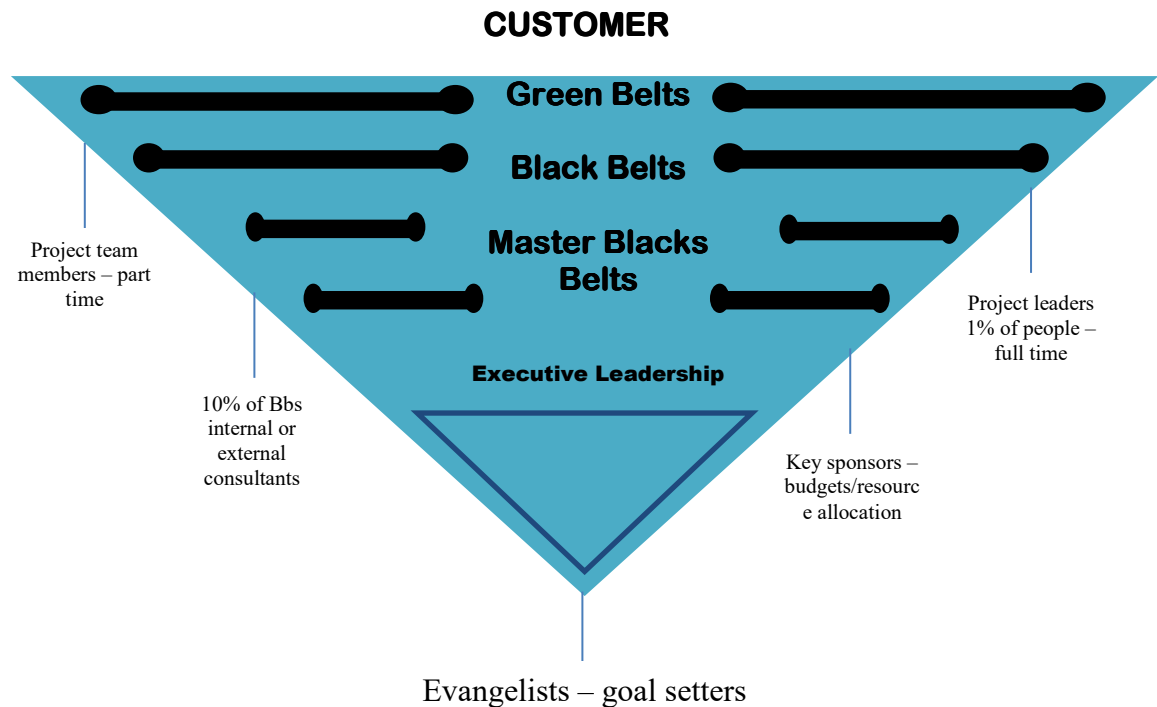 CUSTOMER
Green Belts
Black Belts
Master Blacks
Belts
Executive Leadership
Project team
members – part
time
10% of Bbs
internal or
external
consultants
Project leaders
1% of people –
full time
Key sponsors –
budgets/resourc
e allocation
Evangelists – goal setters